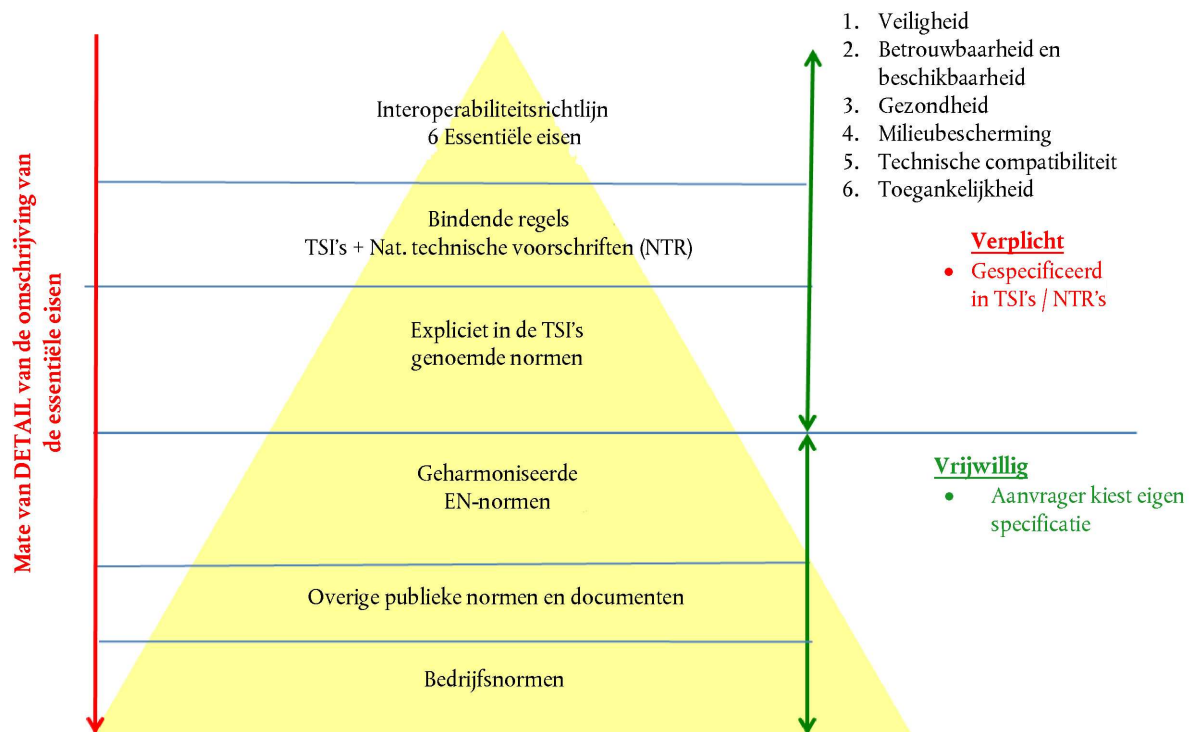 Mate van DETAIL van de omschrijving van
de essentiële eisen
Interoperabiliteitsrichtlijn
6 Essentiële eisen
Bindende regels
TSI's + Nat. technische voorschriften (NTR)
Expliciet in de TSI's
genoemde normen
Geharmoniseerde
EN-normen
Overige publieke normen en documenten
Bedrijfsnormen
1. Veiligheid
2. Betrouwbaarheid en
beschikbaarheid
3. Gezondheid
4. Milieubescherming
5. Technische compatibiliteit
6. Toegankelijkheid
Verplicht
• Gespecificeerd
in TSI's / NTR's
Vrijwillig
• Aanvrager kiest eigen
specificatie